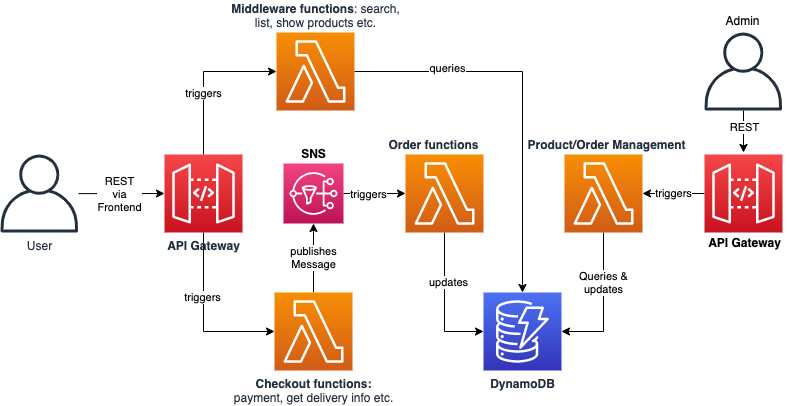 Middleware functions: search,
list, show products etc.
Admin
queries
triggers
REST
SNS
Order functions
Product/Order Management
REST
via
Frontend
triggers
triggers
User
API Gateway
API Gateway
publishes
Message
updates
Queries &
updates
triggers
Checkout functions:
payment, get delivery info etc.
DynamoDB